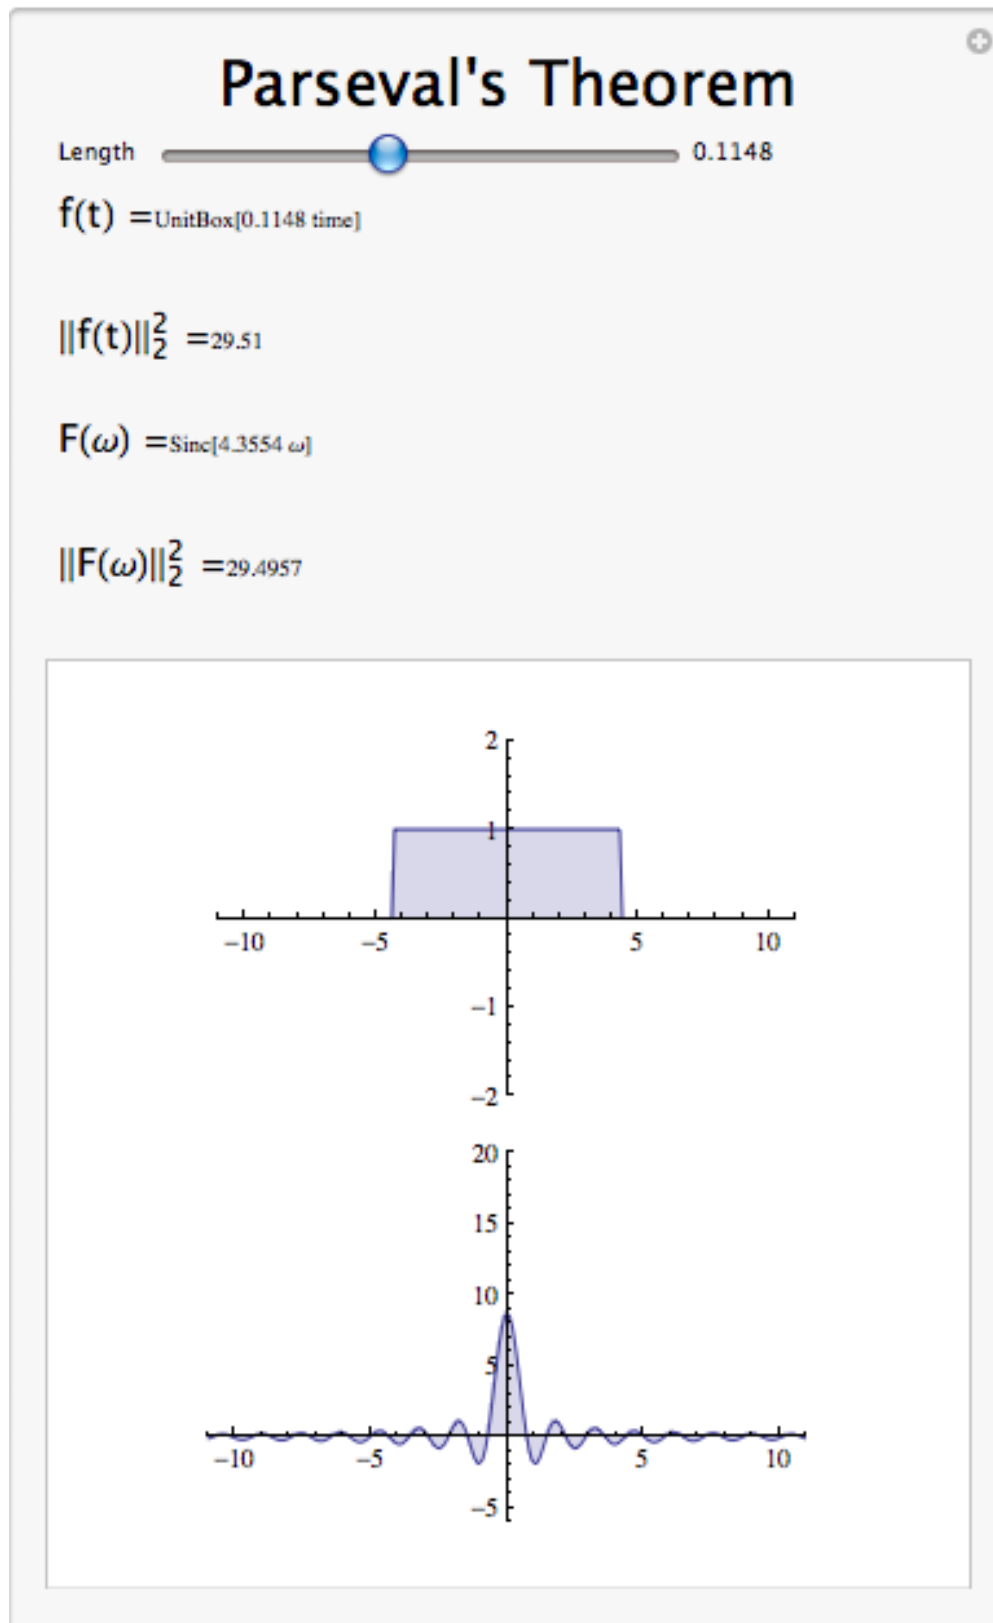 Parseval's Theorem
Length 0.1148
f(t) =UnitBox[0.1148 time]
||f(t)||₂² =29.51
F(ω) =Sinc[4.3554 ω]
||F(ω)||₂² =29.4957
2
1
−10 −5 5 10
−1
−2
20
15
10
5
−10 −5 5 10
−5